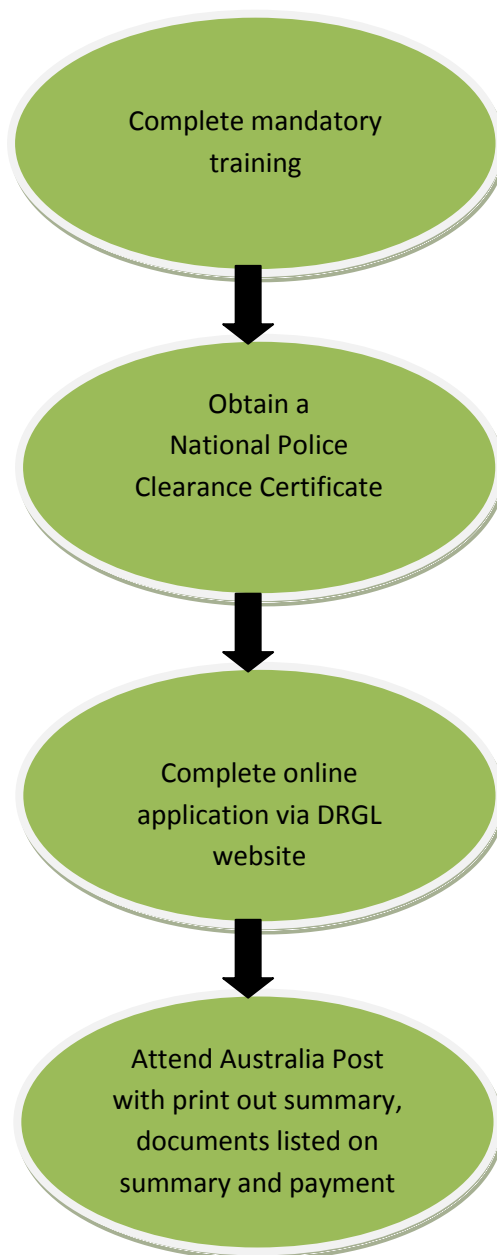 Complete mandatory
training
Obtain a
National Police
Clearance Certificate
Complete online
application via DRGL
website
Attend Australia Post
with print out summary,
documents listed on
summary and payment